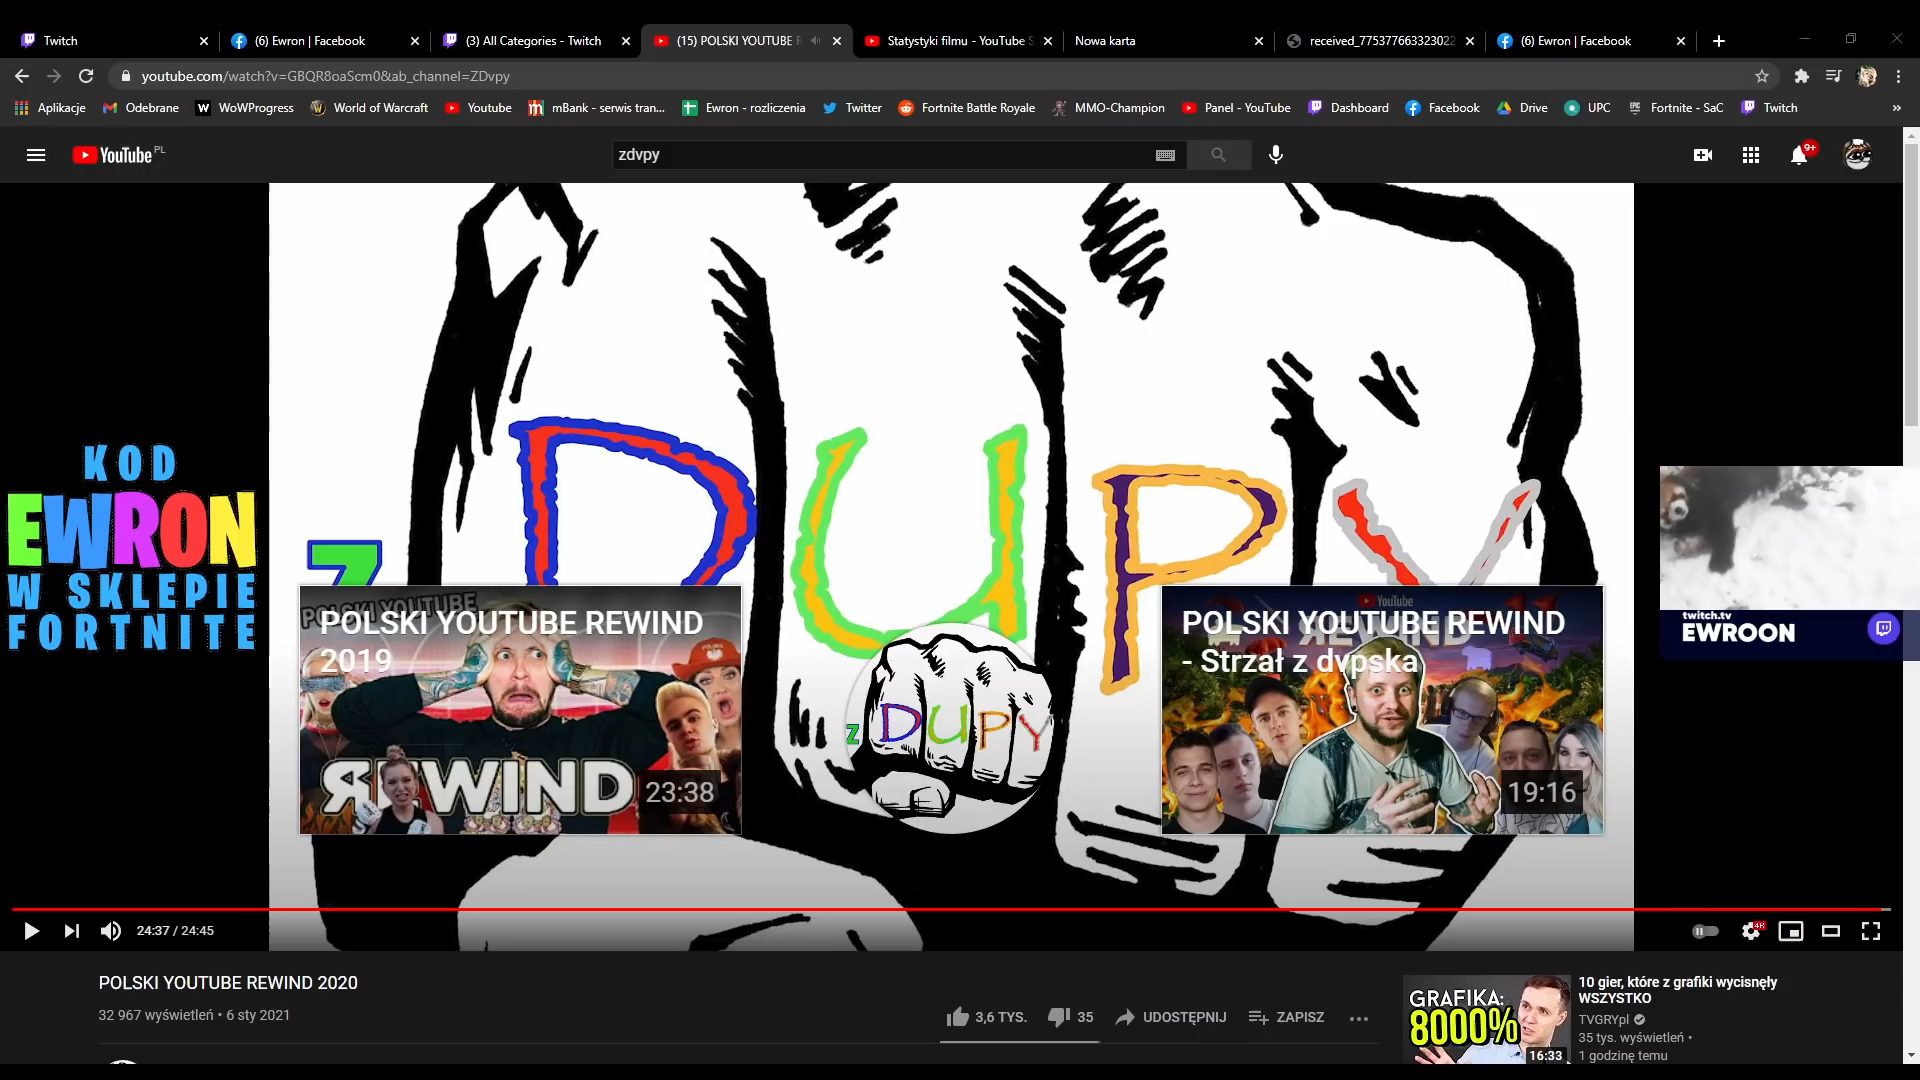 Twitch
(6) Ewron | Facebook
(3) All Categories - Twitch
(15) POLSKI YOUTUBE R
Statystyki filmu - YouTube S
Nowa karta
received_775377663323022
(6) Ewron | Facebook
youtube.com/watch?v=GBQR8oaScm0&ab_channel=ZDvpy
Aplikacje
Odebrane
W WoWProgress
World of Warcraft
Youtube
mBank - serwis tran...
Ewron - rozliczenia
Twitter
Fortnite Battle Royale
MMO-Champion
Panel - YouTube
Dashboard
Facebook
Drive
UPC
Fortnite - SaC
Twitch
YouTube PL
zdvpy
9+
KOD
EWRON
W SKLEPIE
FORTNITE
z DUPY
POLSKI YOUTUBE REWIND
2019
REWIND
23:38
z DUPY
POLSKI YOUTUBE REWIND
- Strzał z dvpska
19:16
twitch.tv
EWROON
24:37 / 24:45
4K
POLSKI YOUTUBE REWIND 2020
32 967 wyświetleń • 6 sty 2021
3,6 TYS.
35
UDOSTĘPNIJ
ZAPISZ
GRAFIKA:
8000%
16:33
10 gier, które z grafiki wycisnęły
WSZYSTKO
TVGRYpl
35 tys. wyświetleń •
1 godzinę temu